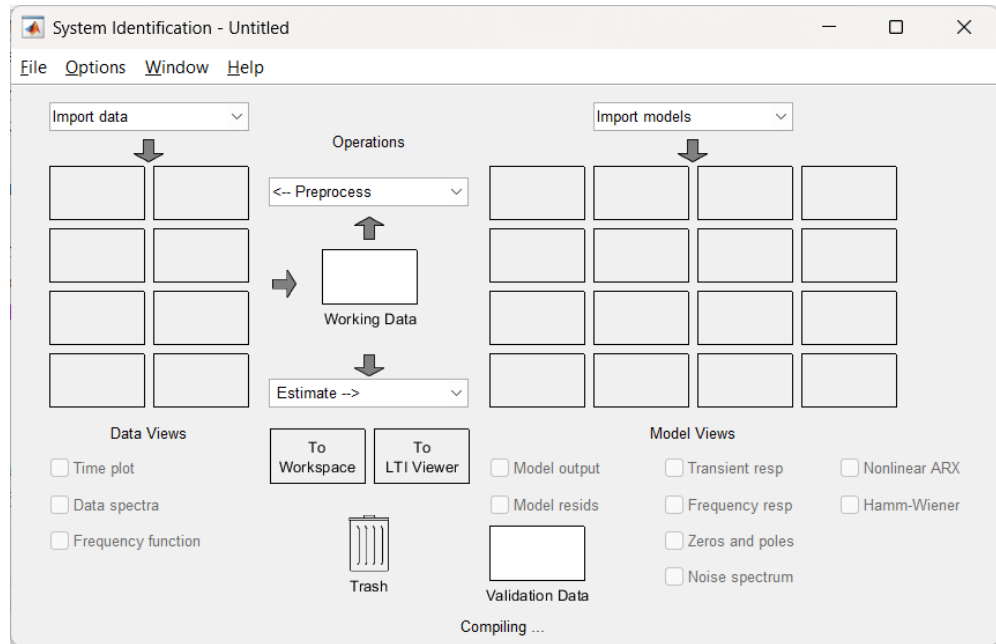 System Identification - Untitled
File Options Window Help
Import data
Import models
Operations
<-- Preprocess
Working Data
Estimate -->
Data Views
Model Views
To
Workspace
To
LTI Viewer
Time plot
Data spectra
Frequency function
Model output
Model resids
Transient resp
Frequency resp
Zeros and poles
Noise spectrum
Nonlinear ARX
Hamm-Wiener
Trash
Validation Data
Compiling ...